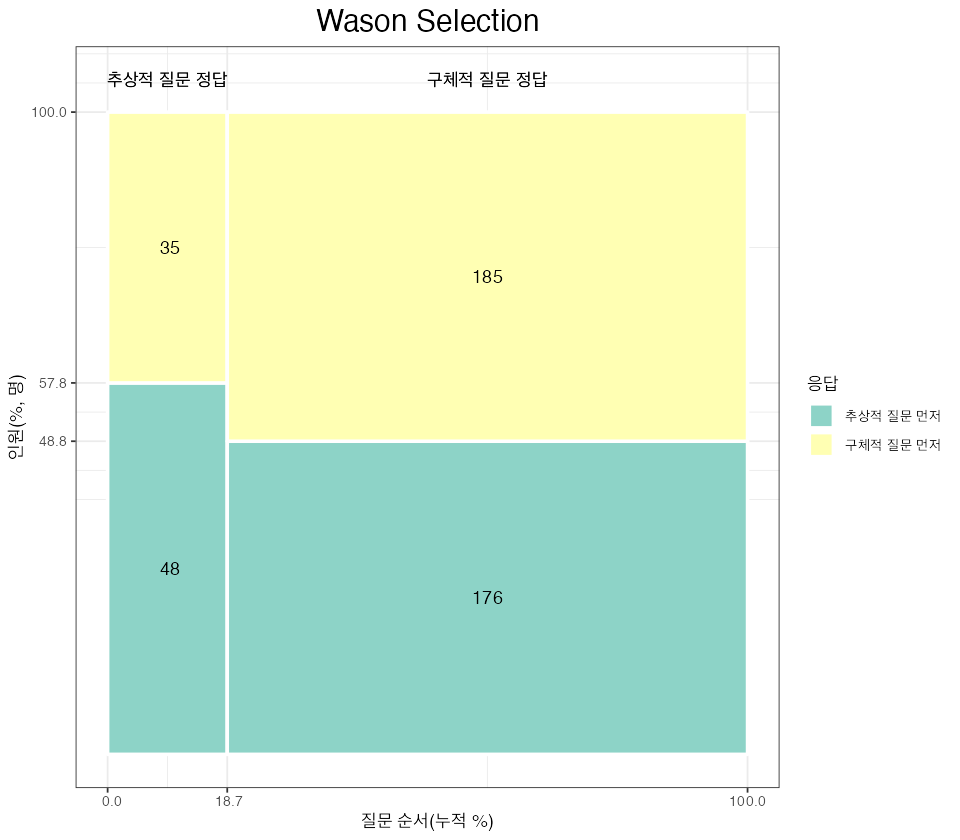 Wason Selection
추상적 질문 정답
구체적 질문 정답
100.0
35
185
57.8
48.8
48
176
인원(%, 명)
0.0
18.7
100.0
질문 순서(누적 %)
응답
추상적 질문 먼저
구체적 질문 먼저